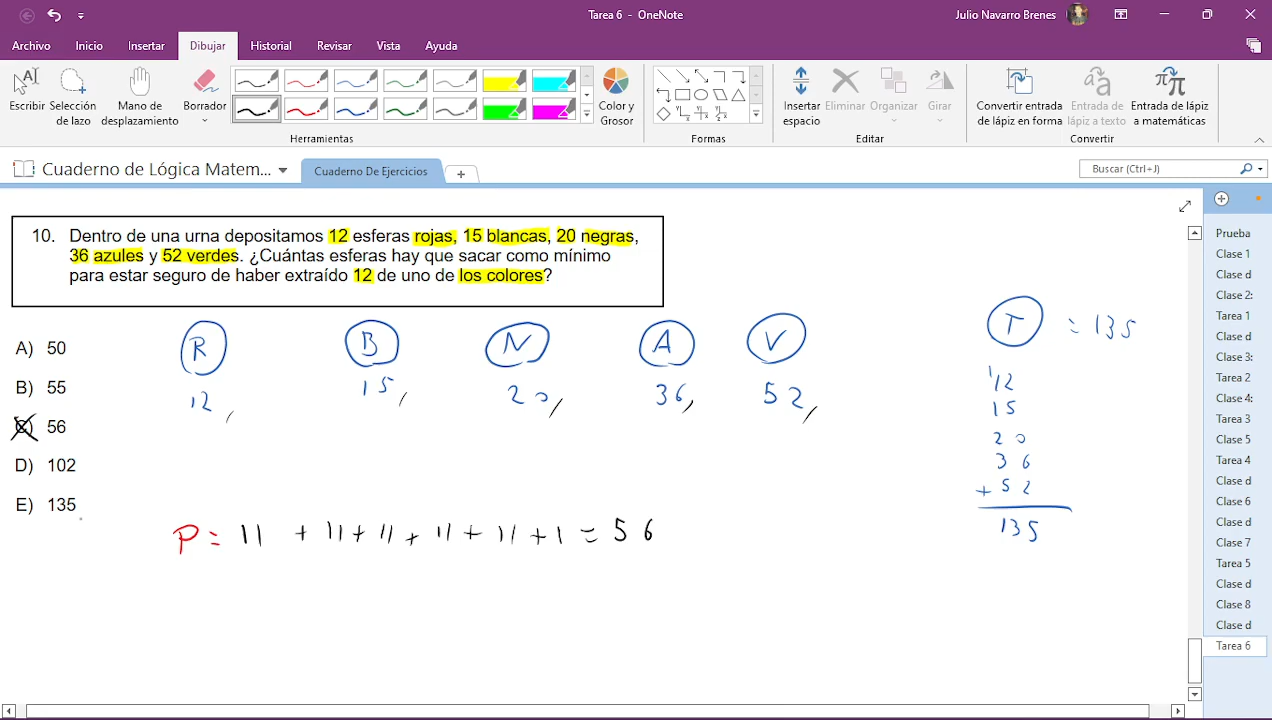 Tarea 6 - OneNote
Julio Navarro Brenes
Archivo Inicio Insertar Dibujar Historial Revisar Vista Ayuda
Escribir
Selección de lazo
Mano de desplazamiento
Borrador
Color y Grosor
Insertar espacio
Eliminar
Organizar
Girar
Convertir entrada de lápiz en forma
Entrada de lápiz a texto
Entrada de lápiz a matemáticas
Herramientas
Formas
Editar
Convertir
Cuaderno de Lógica Matem...
Cuaderno De Ejercicios
+
Buscar (Ctrl+J)
10. Dentro de una urna depositamos 12 esferas rojas, 15 blancas, 20 negras,
36 azules y 52 verdes. ¿Cuántas esferas hay que sacar como mínimo
para estar seguro de haber extraído 12 de uno de los colores?
A) 50
B) 55
C) 56
D) 102
E) 135
R B N A V
12, 15, 20, 36, 52,
T = 135
1
12
15
20
36
+ 52
135
P = 11 + 11 + 11 + 11 + 11 + 1 = 56
Prueba
Clase 1
Clase d
Clase 2:
Tarea 1
Clase d
Clase 3:
Tarea 2
Clase 4:
Tarea 3
Clase 5
Tarea 4
Clase d
Clase 6
Clase d
Clase 7
Tarea 5
Clase d
Clase 8
Clase d
Tarea 6